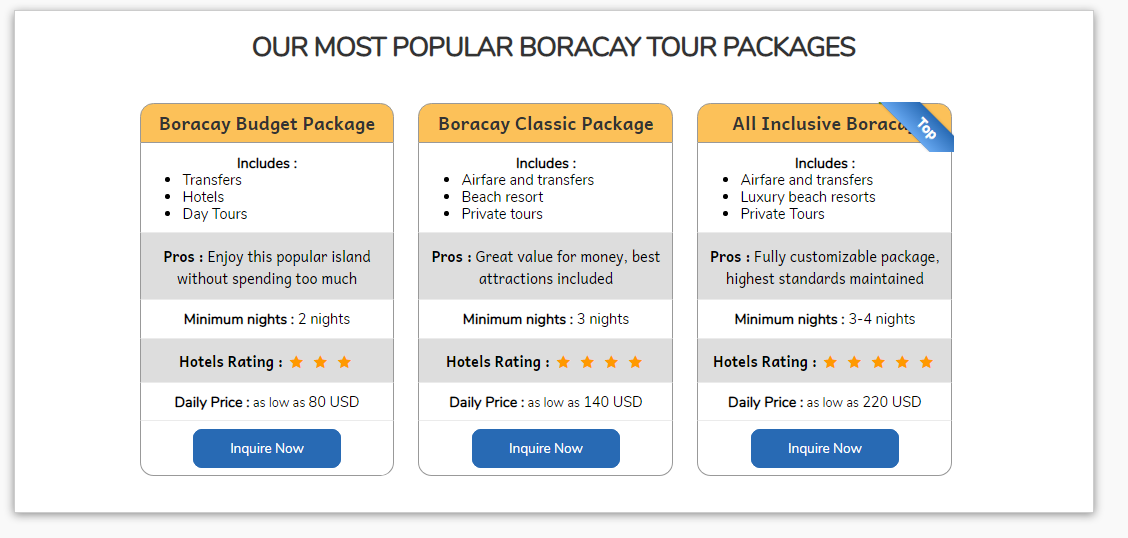 OUR MOST POPULAR BORACAY TOUR PACKAGES
Boracay Budget Package
Includes :
Transfers
Hotels
Day Tours
Pros : Enjoy this popular island
without spending too much
Minimum nights : 2 nights
Hotels Rating :
Daily Price : as low as 80 USD
Inquire Now
Boracay Classic Package
Includes :
Airfare and transfers
Beach resort
Private tours
Pros : Great value for money, best
attractions included
Minimum nights : 3 nights
Hotels Rating :
Daily Price : as low as 140 USD
Inquire Now
All Inclusive Boracay
Top
Includes :
Airfare and transfers
Luxury beach resorts
Private Tours
Pros : Fully customizable package,
highest standards maintained
Minimum nights : 3-4 nights
Hotels Rating :
Daily Price : as low as 220 USD
Inquire Now